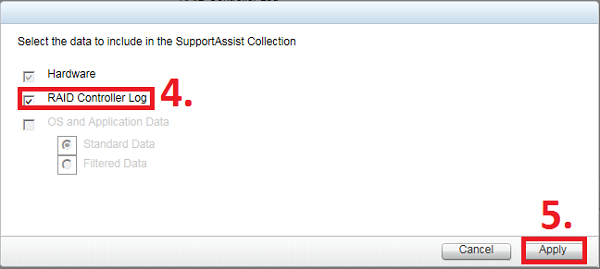 Select the data to include in the SupportAssist Collection
Hardware
RAID Controller Log 4.
OS and Application Data
Standard Data
Filtered Data
5.
Cancel Apply